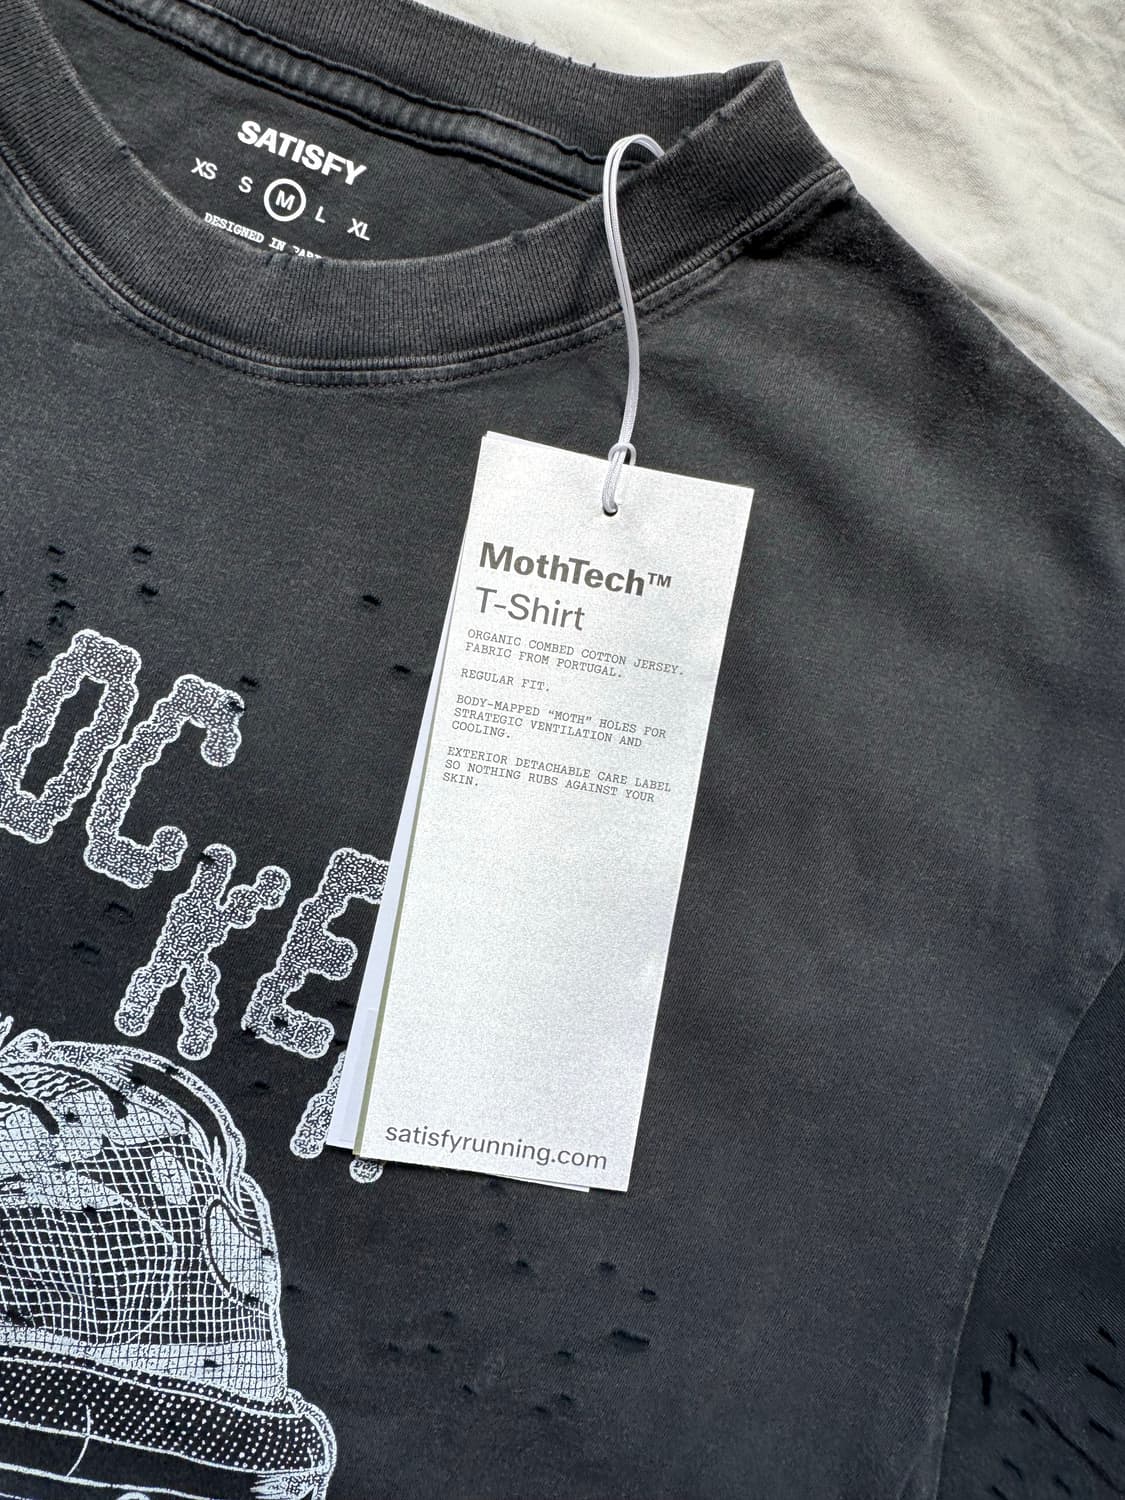 SATISFY
XS S M L XL
DESIGNED IN
MothTech™
T-Shirt
ORGANIC COMBED COTTON JERSEY.
FABRIC FROM PORTUGAL.
REGULAR FIT.
BODY-MAPPED “MOTH” HOLES FOR
STRATEGIC VENTILATION AND
COOLING.
EXTERIOR DETACHABLE CARE LABEL
SO NOTHING RUBS AGAINST YOUR
SKIN.
satisfyrunning.com
OC
KE